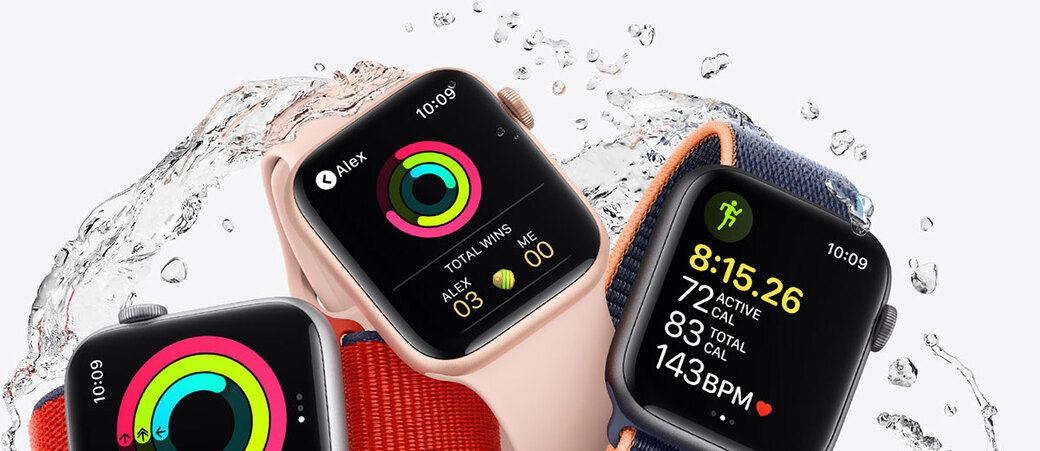 10:09
10:09
Alex
TOTAL WINS
ALEX
03
ME
00
10:09
8:15.26
72 ACTIVE
CAL
83 TOTAL
CAL
143BPM